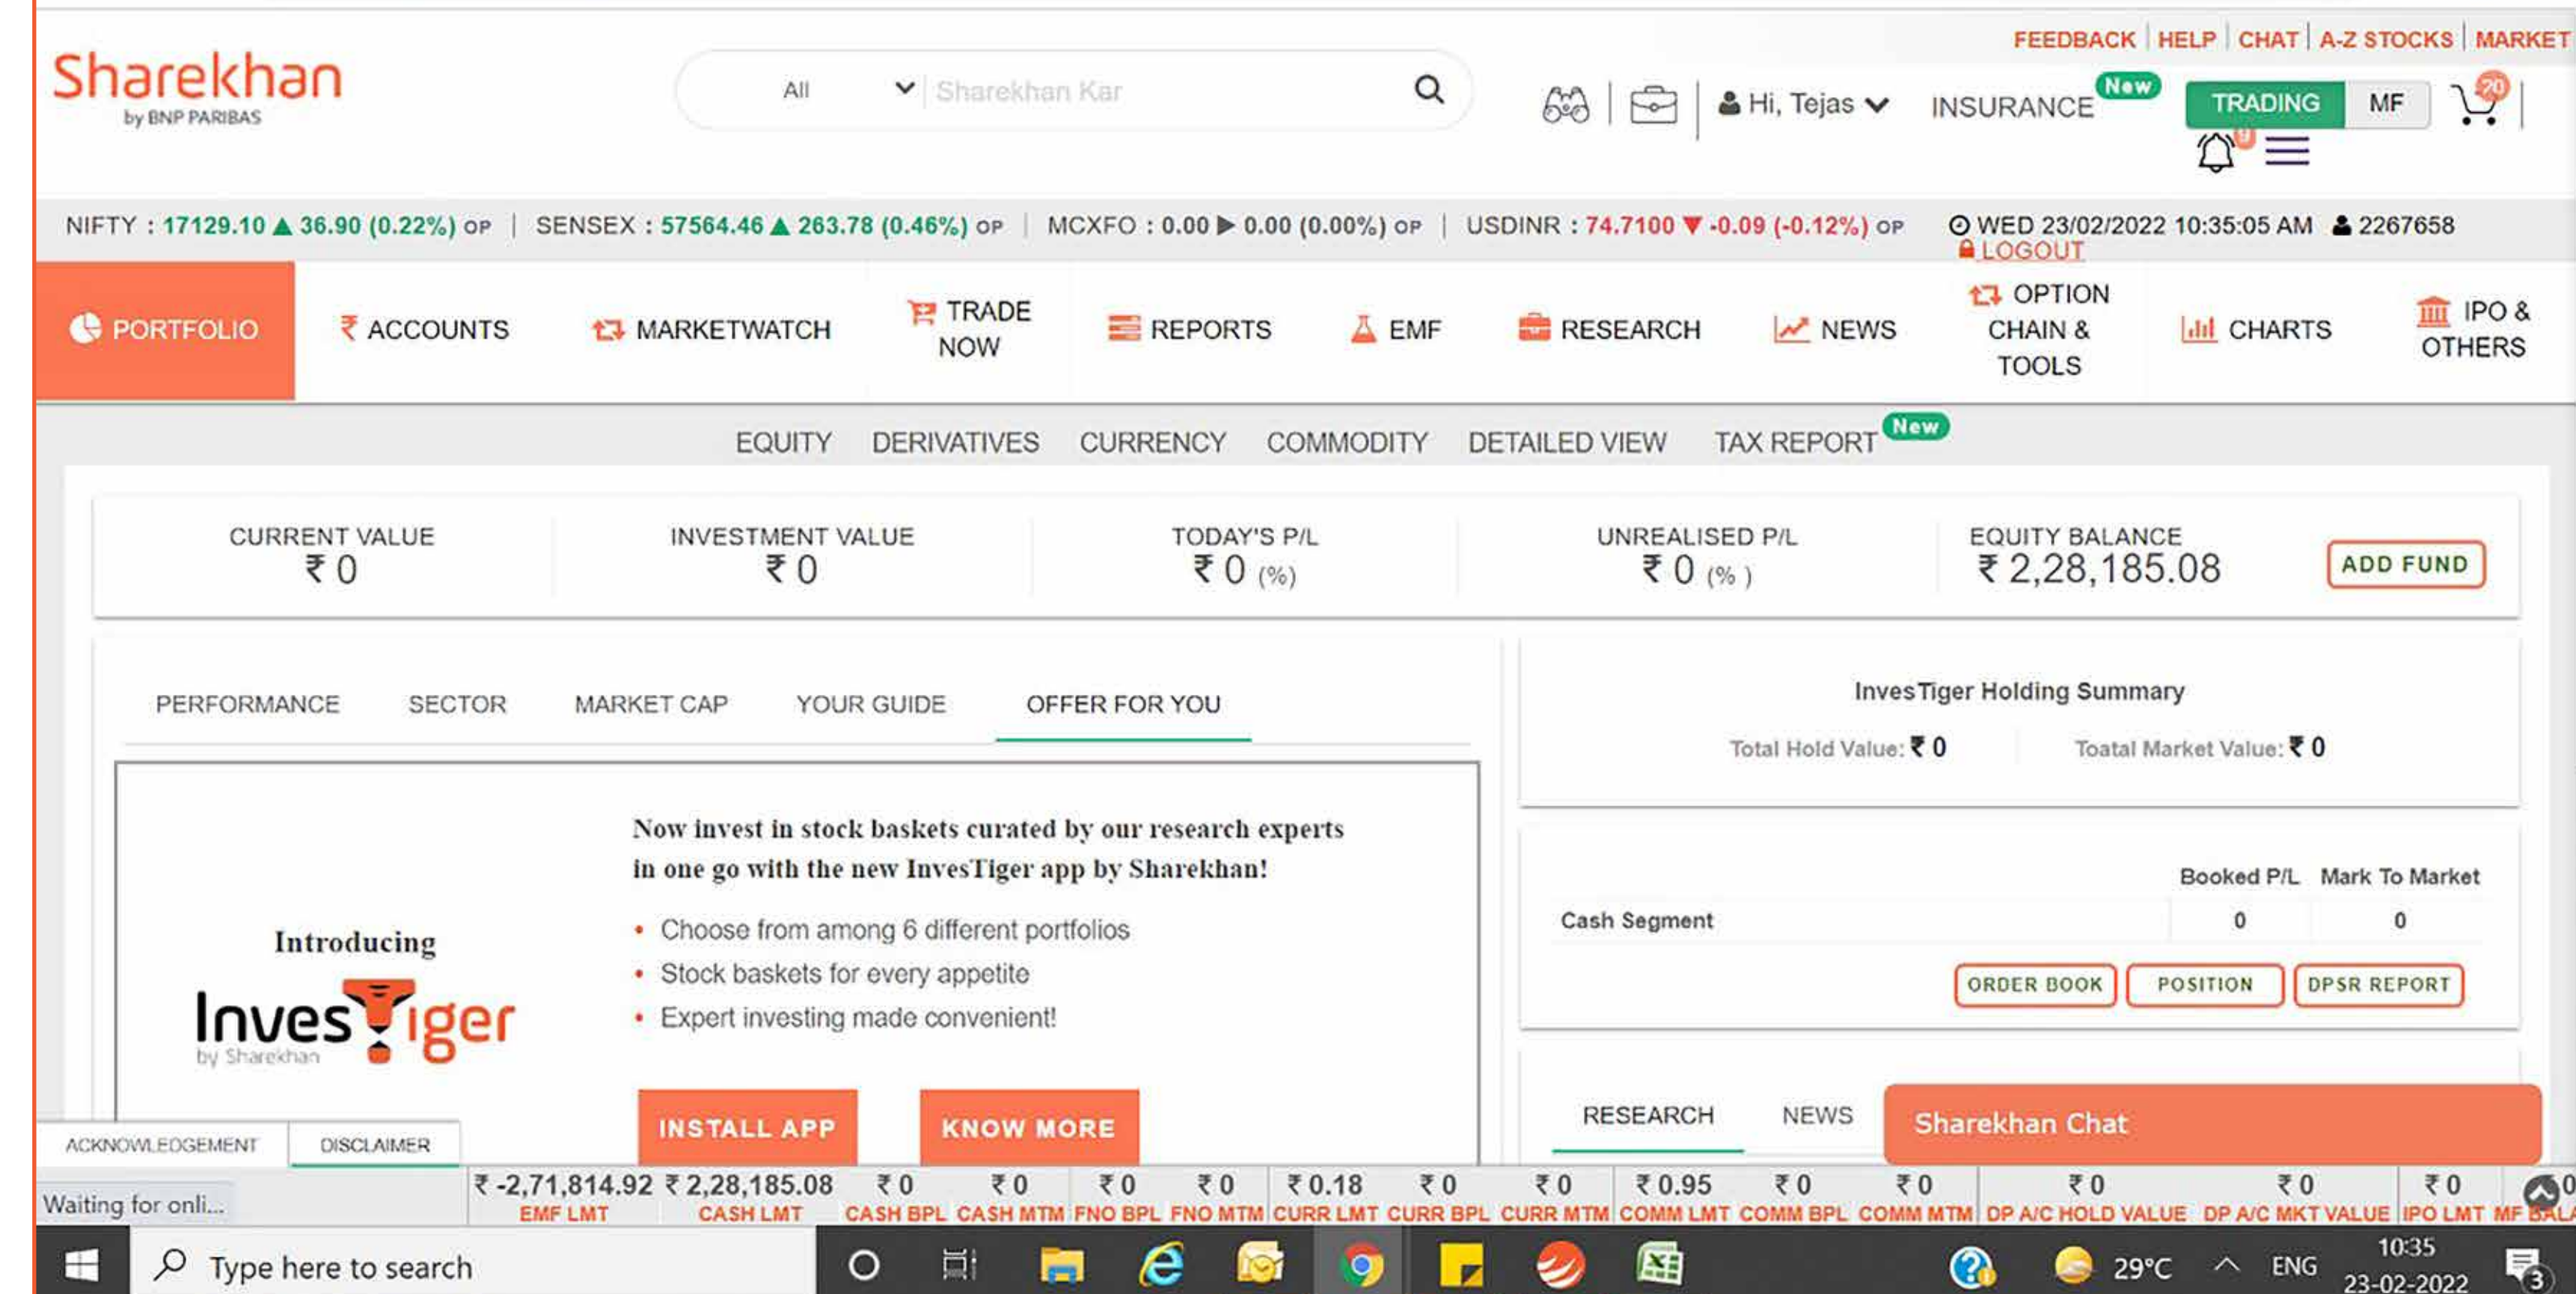 FEEDBACK | HELP | CHAT | A-Z STOCKS | MARKET
Sharekhan
by BNP PARIBAS
All
Sharekhan Kar
Hi, Tejas
INSURANCE New
TRADING MF
20
9
NIFTY : 17129.10 ▲ 36.90 (0.22%) OP | SENSEX : 57564.46 ▲ 263.78 (0.46%) OP | MCXFO : 0.00 ▶ 0.00 (0.00%) OP | USDINR : 74.7100 ▼ -0.09 (-0.12%) OP
WED 23/02/2022 10:35:05 AM 2267658
LOGOUT
PORTFOLIO
₹ ACCOUNTS
MARKETWATCH
TRADE
NOW
REPORTS
EMF
RESEARCH
NEWS
OPTION
CHAIN &
TOOLS
CHARTS
IPO &
OTHERS
EQUITY DERIVATIVES CURRENCY COMMODITY DETAILED VIEW TAX REPORT New
CURRENT VALUE
₹ 0
INVESTMENT VALUE
₹ 0
TODAY'S P/L
₹ 0 (%)
UNREALISED P/L
₹ 0 (% )
EQUITY BALANCE
₹ 2,28,185.08
ADD FUND
PERFORMANCE SECTOR MARKET CAP YOUR GUIDE OFFER FOR YOU
Introducing
InvesTiger
by Sharekhan
Now invest in stock baskets curated by our research experts
in one go with the new InvesTiger app by Sharekhan!
• Choose from among 6 different portfolios
• Stock baskets for every appetite
• Expert investing made convenient!
INSTALL APP KNOW MORE
InvesTiger Holding Summary
Total Hold Value: ₹ 0 Toatal Market Value: ₹ 0
Booked P/L Mark To Market
Cash Segment 0 0
ORDER BOOK POSITION DPSR REPORT
RESEARCH NEWS
Sharekhan Chat
ACKNOWLEDGEMENT DISCLAIMER
Waiting for onli...
₹ -2,71,814.92 ₹ 2,28,185.08 ₹ 0 ₹ 0 ₹ 0 ₹ 0 ₹ 0.18 ₹ 0 ₹ 0 ₹ 0.95 ₹ 0 ₹ 0 ₹ 0 ₹ 0 ₹ 0 0
EMF LMT CASH LMT CASH BPL CASH MTM FNO BPL FNO MTM CURR LMT CURR BPL CURR MTM COMM LMT COMM BPL COMM MTM DP A/C HOLD VALUE DP A/C MKT VALUE IPO LMT MF BALA
Type here to search
29°C ENG
10:35
23-02-2022
3